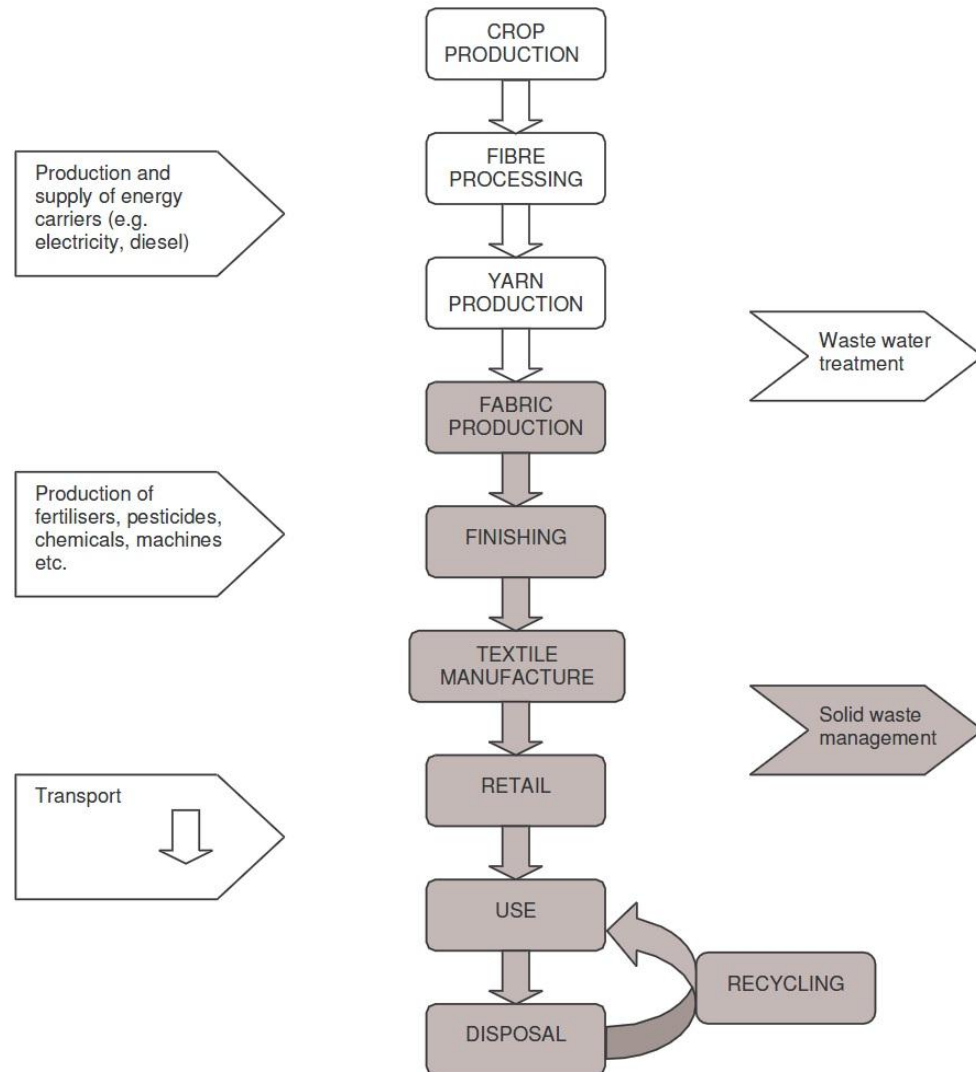 CROP
PRODUCTION
FIBRE
PROCESSING
Production and
supply of energy
carriers (e.g.
electricity, diesel)
YARN
PRODUCTION
Waste water
treatment
FABRIC
PRODUCTION
Production of
fertilisers, pesticides,
chemicals, machines
etc.
FINISHING
TEXTILE
MANUFACTURE
Solid waste
management
RETAIL
Transport
USE
RECYCLING
DISPOSAL